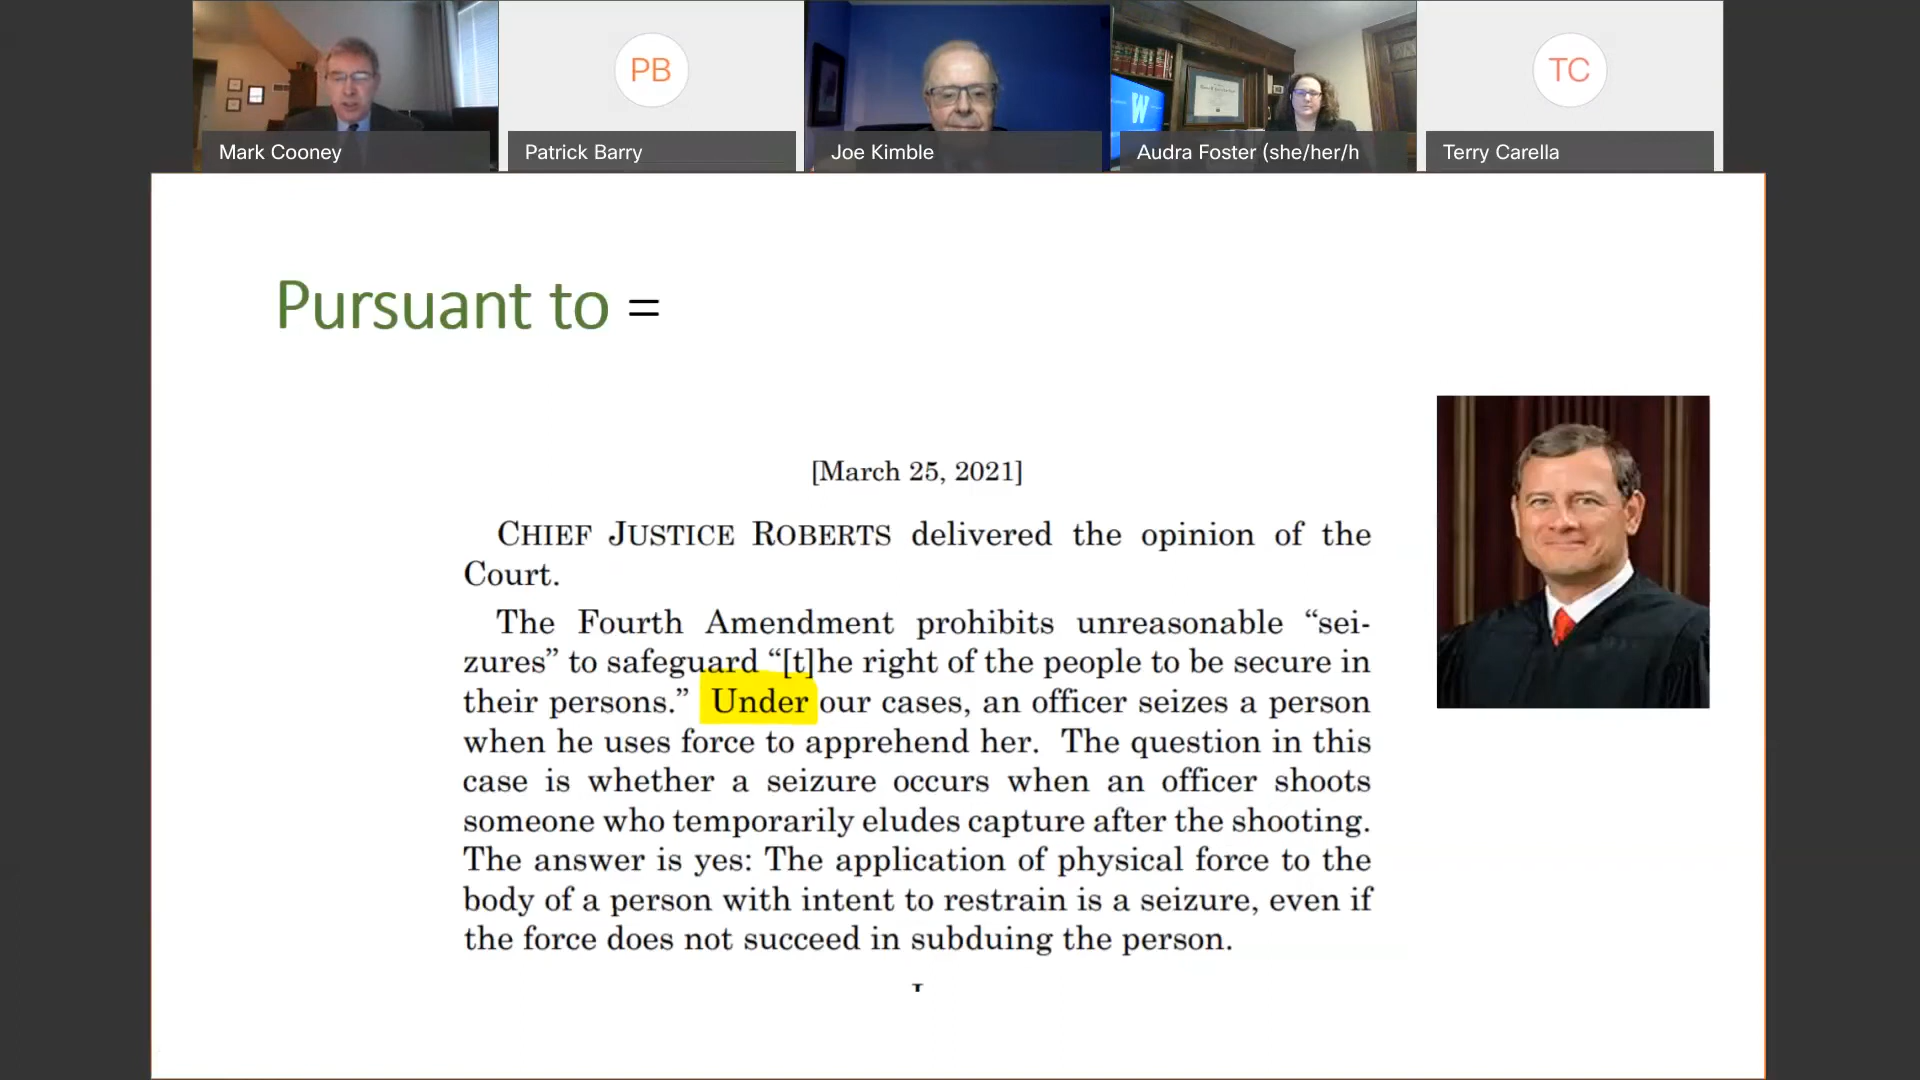 Mark Cooney
PB
Patrick Barry
Joe Kimble
W
Audra Foster (she/her/h
TC
Terry Carella
Pursuant to =
[March 25, 2021]
CHIEF JUSTICE ROBERTS delivered the opinion of the
Court.
The Fourth Amendment prohibits unreasonable “sei-
zures” to safeguard “[t]he right of the people to be secure in
their persons.” Under our cases, an officer seizes a person
when he uses force to apprehend her. The question in this
case is whether a seizure occurs when an officer shoots
someone who temporarily eludes capture after the shooting.
The answer is yes: The application of physical force to the
body of a person with intent to restrain is a seizure, even if
the force does not succeed in subduing the person.